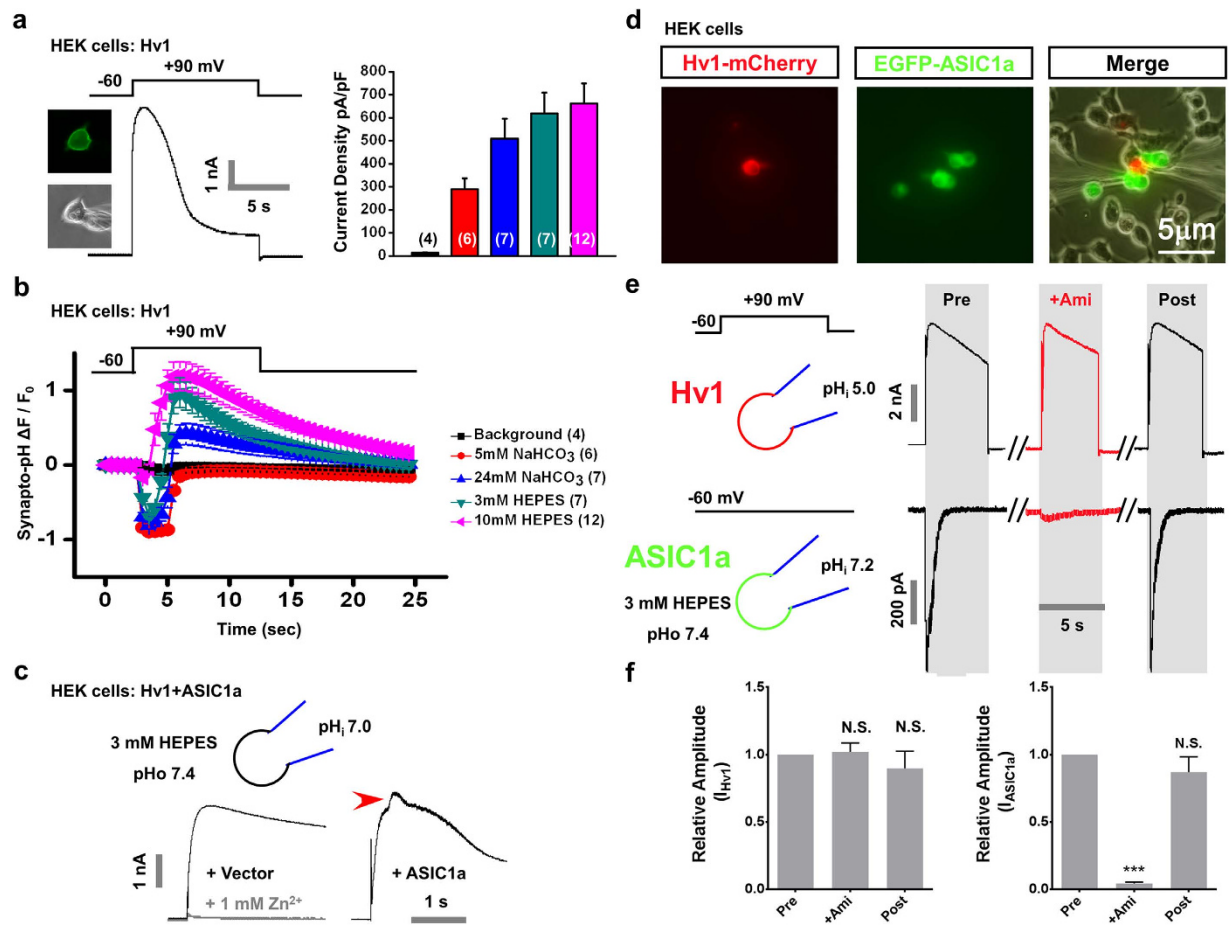 a
HEK cells: Hv1
+90 mV
-60
1 nA
5 s
Current Density pA/pF
800
700
600
500
400
300
200
100
0
(4)
(6)
(7)
(7)
(12)
b
HEK cells: Hv1
+90 mV
-60
Synapto-pH ΔF / F0
1
0
-1
0
5
10
15
20
25
Time (sec)
Background (4)
5mM NaHCO3 (6)
24mM NaHCO3 (7)
3mM HEPES (7)
10mM HEPES (12)
c
HEK cells: Hv1+ASIC1a
3 mM HEPES
pHo 7.4
pHi 7.0
1 nA
+ Vector
+ 1 mM Zn2+
+ ASIC1a
1 s
d
HEK cells
Hv1-mCherry
EGFP-ASIC1a
Merge
5μm
e
+90 mV
-60
Hv1
pHi 5.0
Pre
+Ami
Post
2 nA
-60 mV
ASIC1a
3 mM HEPES
pHo 7.4
pHi 7.2
200 pA
5 s
f
Relative Amplitude
(IHv1)
1.5
1.0
0.5
0.0
N.S.
N.S.
Pre
+Ami
Post
Relative Amplitude
(IASIC1a)
1.5
1.0
0.5
0.0
***
N.S.
Pre
+Ami
Post